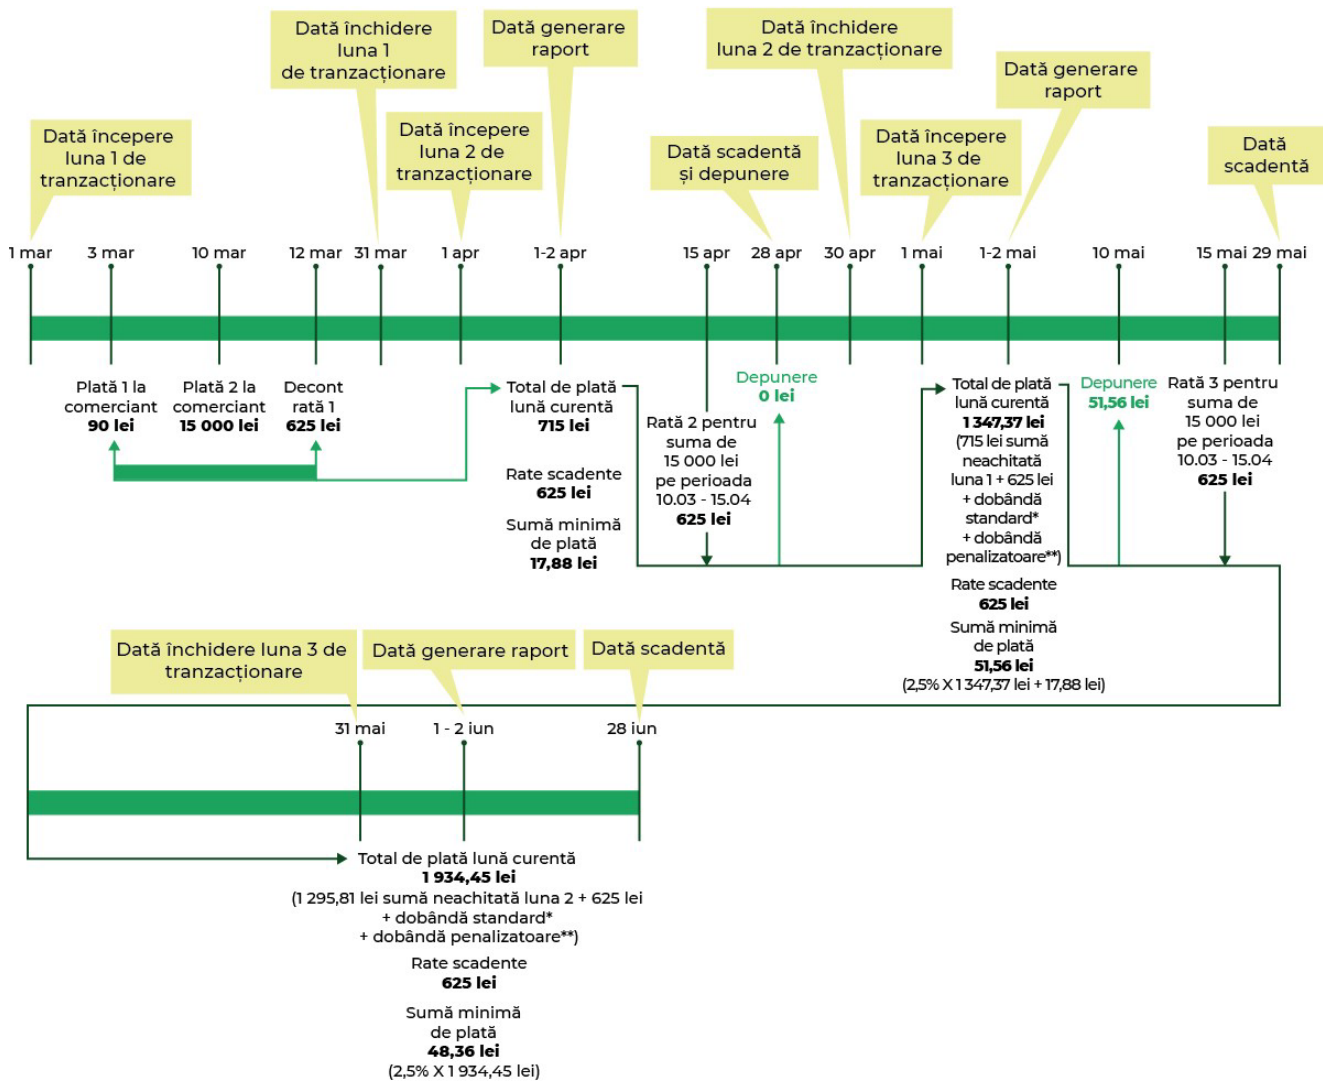 Dată închidere
luna 1
de tranzacționare
Dată generare
raport
Dată închidere
luna 2 de tranzacționare
Dată generare
raport
Dată începere
luna 1 de
tranzacționare
Dată începere
luna 2 de
tranzacționare
Dată scadentă
și depunere
Dată începere
luna 3 de
tranzacționare
Dată
scadentă
1 mar
3 mar
10 mar
12 mar
31 mar
1 apr
1-2 apr
15 apr
28 apr
30 apr
1 mai
1-2 mai
10 mai
15 mai
29 mai
Plată 1 la
comerciant
90 lei
Plată 2 la
comerciant
15 000 lei
Decont
rată 1
625 lei
Total de plată
lună curentă
715 lei
Rate scadente
625 lei
Sumă minimă
de plată
17,88 lei
Rată 2 pentru
suma de
15 000 lei
pe perioada
10.03 - 15.04
625 lei
Depunere
0 lei
Total de plată
lună curentă
1 347,37 lei
(715 lei sumă
neachitată
luna 1 + 625 lei
+ dobândă
standard*
+ dobândă
penalizatoare**)
Rate scadente
625 lei
Sumă minimă
de plată
51,56 lei
(2,5% X 1 347,37 lei + 17,88 lei)
Depunere
51,56 lei
Rată 3 pentru
suma de
15 000 lei
pe perioada
10.03 - 15.04
625 lei
Dată închidere luna 3 de
tranzacționare
Dată generare raport
Dată scadentă
31 mai
1 - 2 iun
28 iun
Total de plată lună curentă
1 934,45 lei
(1 295,81 lei sumă neachitată luna 2 + 625 lei
+ dobândă standard*
+ dobândă penalizatoare**)
Rate scadente
625 lei
Sumă minimă
de plată
48,36 lei
(2,5% X 1 934,45 lei)